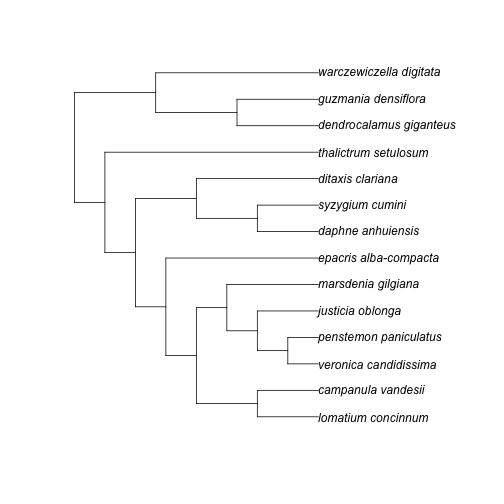 warczewiczella digitata
guzmania densiflora
dendrocalamus giganteus
thalictrum setulosum
ditaxis clariana
syzygium cumini
daphne anhuiensis
epacris alba-compacta
marsdenia gilgiana
justicia oblonga
penstemon paniculatus
veronica candidissima
campanula vandesii
lomatium concinnum